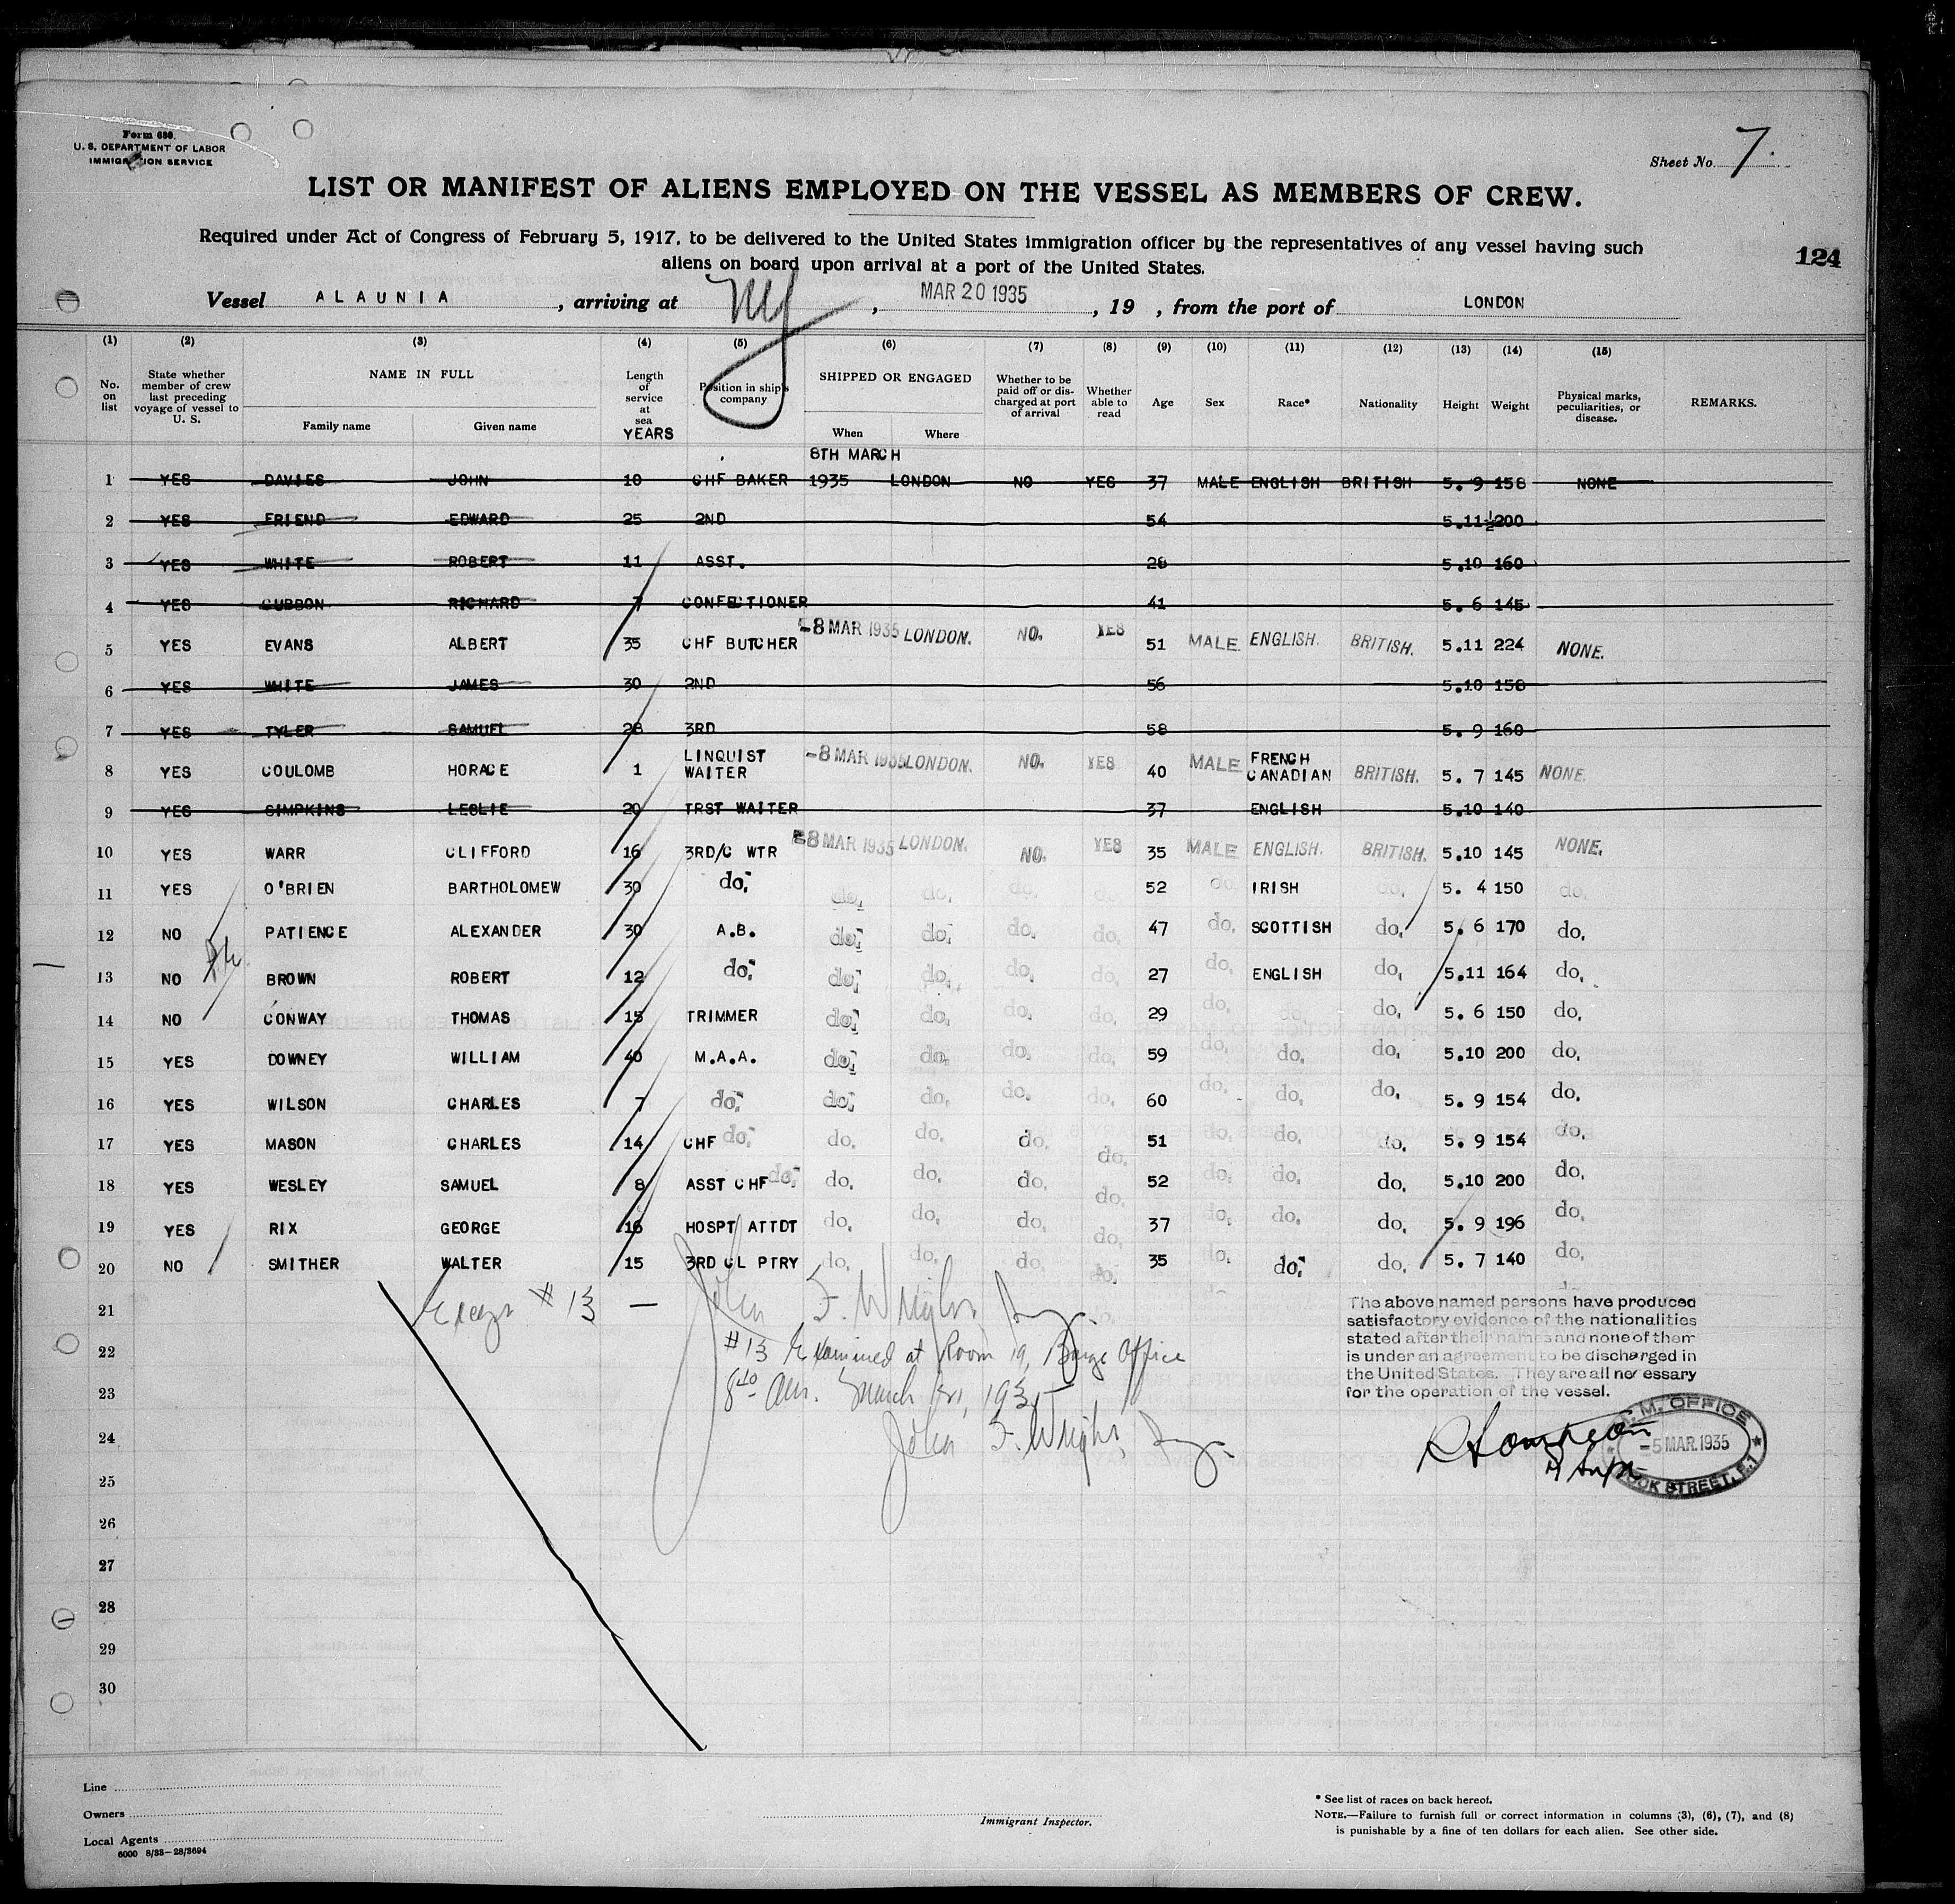 Form 680.
U. S. DEPARTMENT OF LABOR
IMMIGRATION SERVICE
Sheet No. 7.
LIST OR MANIFEST OF ALIENS EMPLOYED ON THE VESSEL AS MEMBERS OF CREW.
Required under Act of Congress of February 5, 1917, to be delivered to the United States immigration officer by the representatives of any vessel having such
aliens on board upon arrival at a port of the United States.
124
Vessel ALAUNIA, arriving at NY, MAR 20 1935, 19 , from the port of LONDON
(1) (2) (3) (4) (5) (6) (7) (8) (9) (10) (11) (12) (13) (14) (15)
No. on list State whether member of crew last preceding voyage of vessel to U. S. NAME IN FULL Family name Given name Length of service at sea YEARS Position in ship's company SHIPPED OR ENGAGED When Where Whether to be paid off or discharged at port of arrival Whether able to read Age Sex Race* Nationality Height Weight Physical marks, peculiarities, or disease. REMARKS.
8TH MARCH
1 YES DAVIES JOHN 10 CHF BAKER 1935 LONDON NO YES 37 MALE ENGLISH BRITISH 5. 9 158 NONE
2 YES FRIEND EDWARD 25 2ND 54 5.11½ 200
3 YES WHITE ROBERT 11 ASST. 28 5.10 160
4 YES GUBBON RICHARD 7 CONFECTIONER 41 5. 6 145
5 YES EVANS ALBERT 35 CHF BUTCHER -8 MAR 1935 LONDON. NO. YES 51 MALE ENGLISH. BRITISH. 5.11 224 NONE.
6 YES WHITE JAMES 30 2ND 56 5.10 158
7 YES TYLER SAMUEL 28 3RD 58 5. 9 160
8 YES COULOMB HORACE 1 LINQUIST WAITER -8 MAR 1935 LONDON. NO. YES 40 MALE FRENCH CANADIAN BRITISH. 5. 7 145 NONE.
9 YES SIMPKINS LESLIE 20 TRST WAITER 37 ENGLISH 5.10 140
10 YES WARR CLIFFORD 16 3RD/C WTR -8 MAR 1935 LONDON. NO. YES 35 MALE ENGLISH. BRITISH. 5.10 145 NONE.
11 YES O'BRIEN BARTHOLOMEW 30 do. do. do. do. 52 do. IRISH do. 5. 4 150 do.
12 NO PATIENCE ALEXANDER 30 A.B. do. do. do. do. 47 do. SCOTTISH do. 5. 6 170 do.
13 NO BROWN ROBERT 12 do. do. do. do. do. 27 do. ENGLISH do. 5.11 164 do.
14 NO CONWAY THOMAS 15 TRIMMER do. do. do. do. 29 do. do. do. 5. 6 150 do.
15 YES DOWNEY WILLIAM 40 M.A.A. do. do. do. do. 59 do. do. do. 5.10 200 do.
16 YES WILSON CHARLES 7 do. do. do. do. do. 60 do. do. do. 5. 9 154 do.
17 YES MASON CHARLES 14 CHF do. do. do. do. do. 51 do. do. do. 5. 9 154 do.
18 YES WESLEY SAMUEL 8 ASST CHF do. do. do. do. do. 52 do. do. do. 5.10 200 do.
19 YES RIX GEORGE 16 HOSPT ATTDT do. do. do. do. 37 do. do. do. 5. 9 196 do.
20 NO SMITHER WALTER 15 3RD CL PTRY do. do. do. do. 35 do. do. do. 5. 7 140 do.
21 Except #13 — John F. Wright
22 #13 Examined at Room 19, Barge Office
23 March 1935
24 John F. Wright
25
26
27
28
29
30
The above named persons have produced
satisfactory evidence of the nationalities
stated after their names and none of them
is under an agreement to be discharged in
the United States. They are all necessary
for the operation of the vessel.
M.M. OFFICE
-5 MAR. 1935
STREET, E.1
Line
Owners
Local Agents
6000 8/33—28/3694
Immigrant Inspector.
* See list of races on back hereof.
NOTE.—Failure to furnish full or correct information in columns (3), (6), (7), and (8)
is punishable by a fine of ten dollars for each alien. See other side.